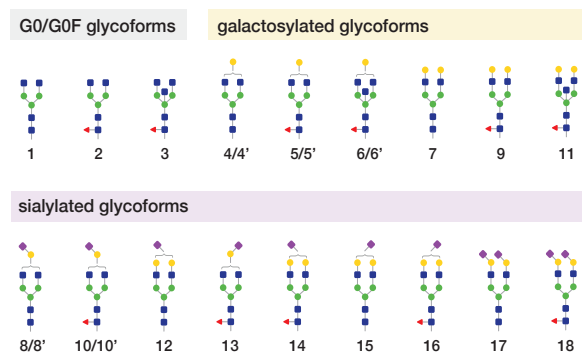 G0/G0F glycoforms galactosylated glycoforms
1 2 3 4/4' 5/5' 6/6' 7 9 11
sialylated glycoforms
8/8' 10/10' 12 13 14 15 16 17 18